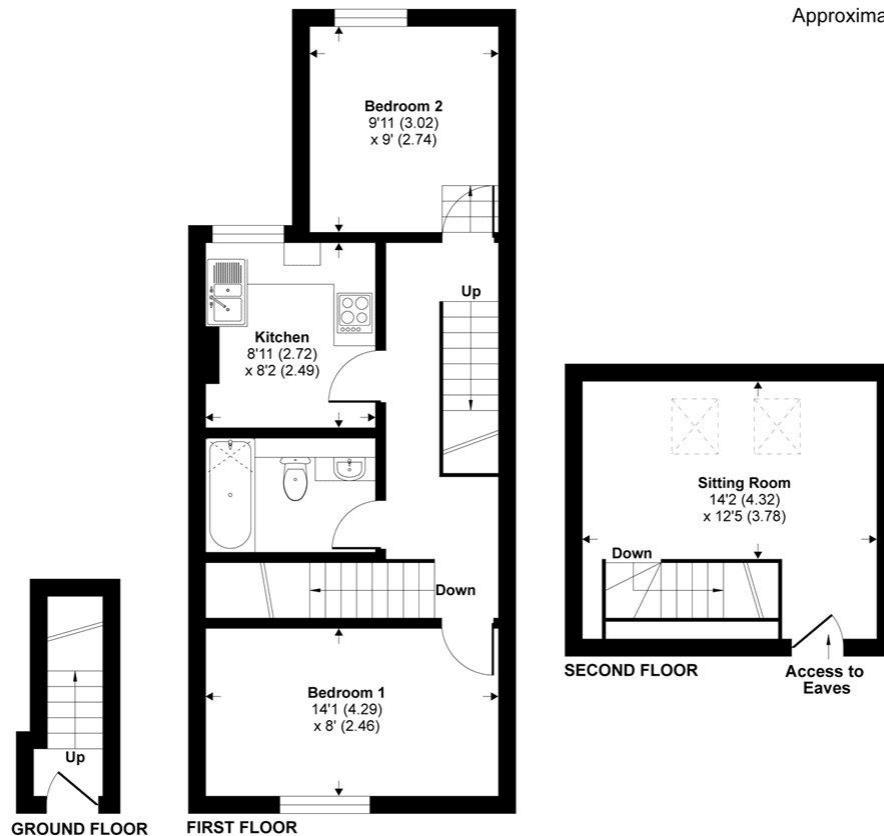 Approxima
Bedroom 2
9'11 (3.02)
x 9' (2.74)
Up
Kitchen
8'11 (2.72)
x 8'2 (2.49)
Down
Bedroom 1
14'1 (4.29)
x 8' (2.46)
FIRST FLOOR
Up
GROUND FLOOR
Sitting Room
14'2 (4.32)
x 12'5 (3.78)
Down
SECOND FLOOR
Access to
Eaves